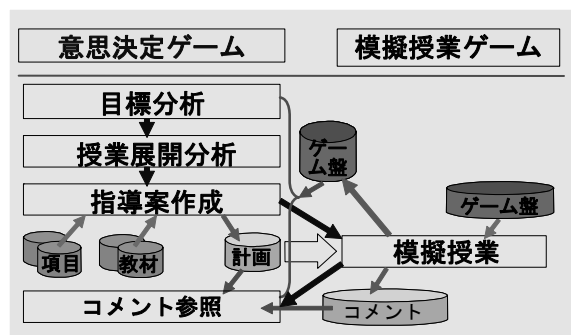 意思決定ゲーム
模擬授業ゲーム
目標分析
授業展開分析
指導案作成
ゲー
ム盤
ゲーム盤
項目
教材
計画
模擬授業
コメント参照
コメント